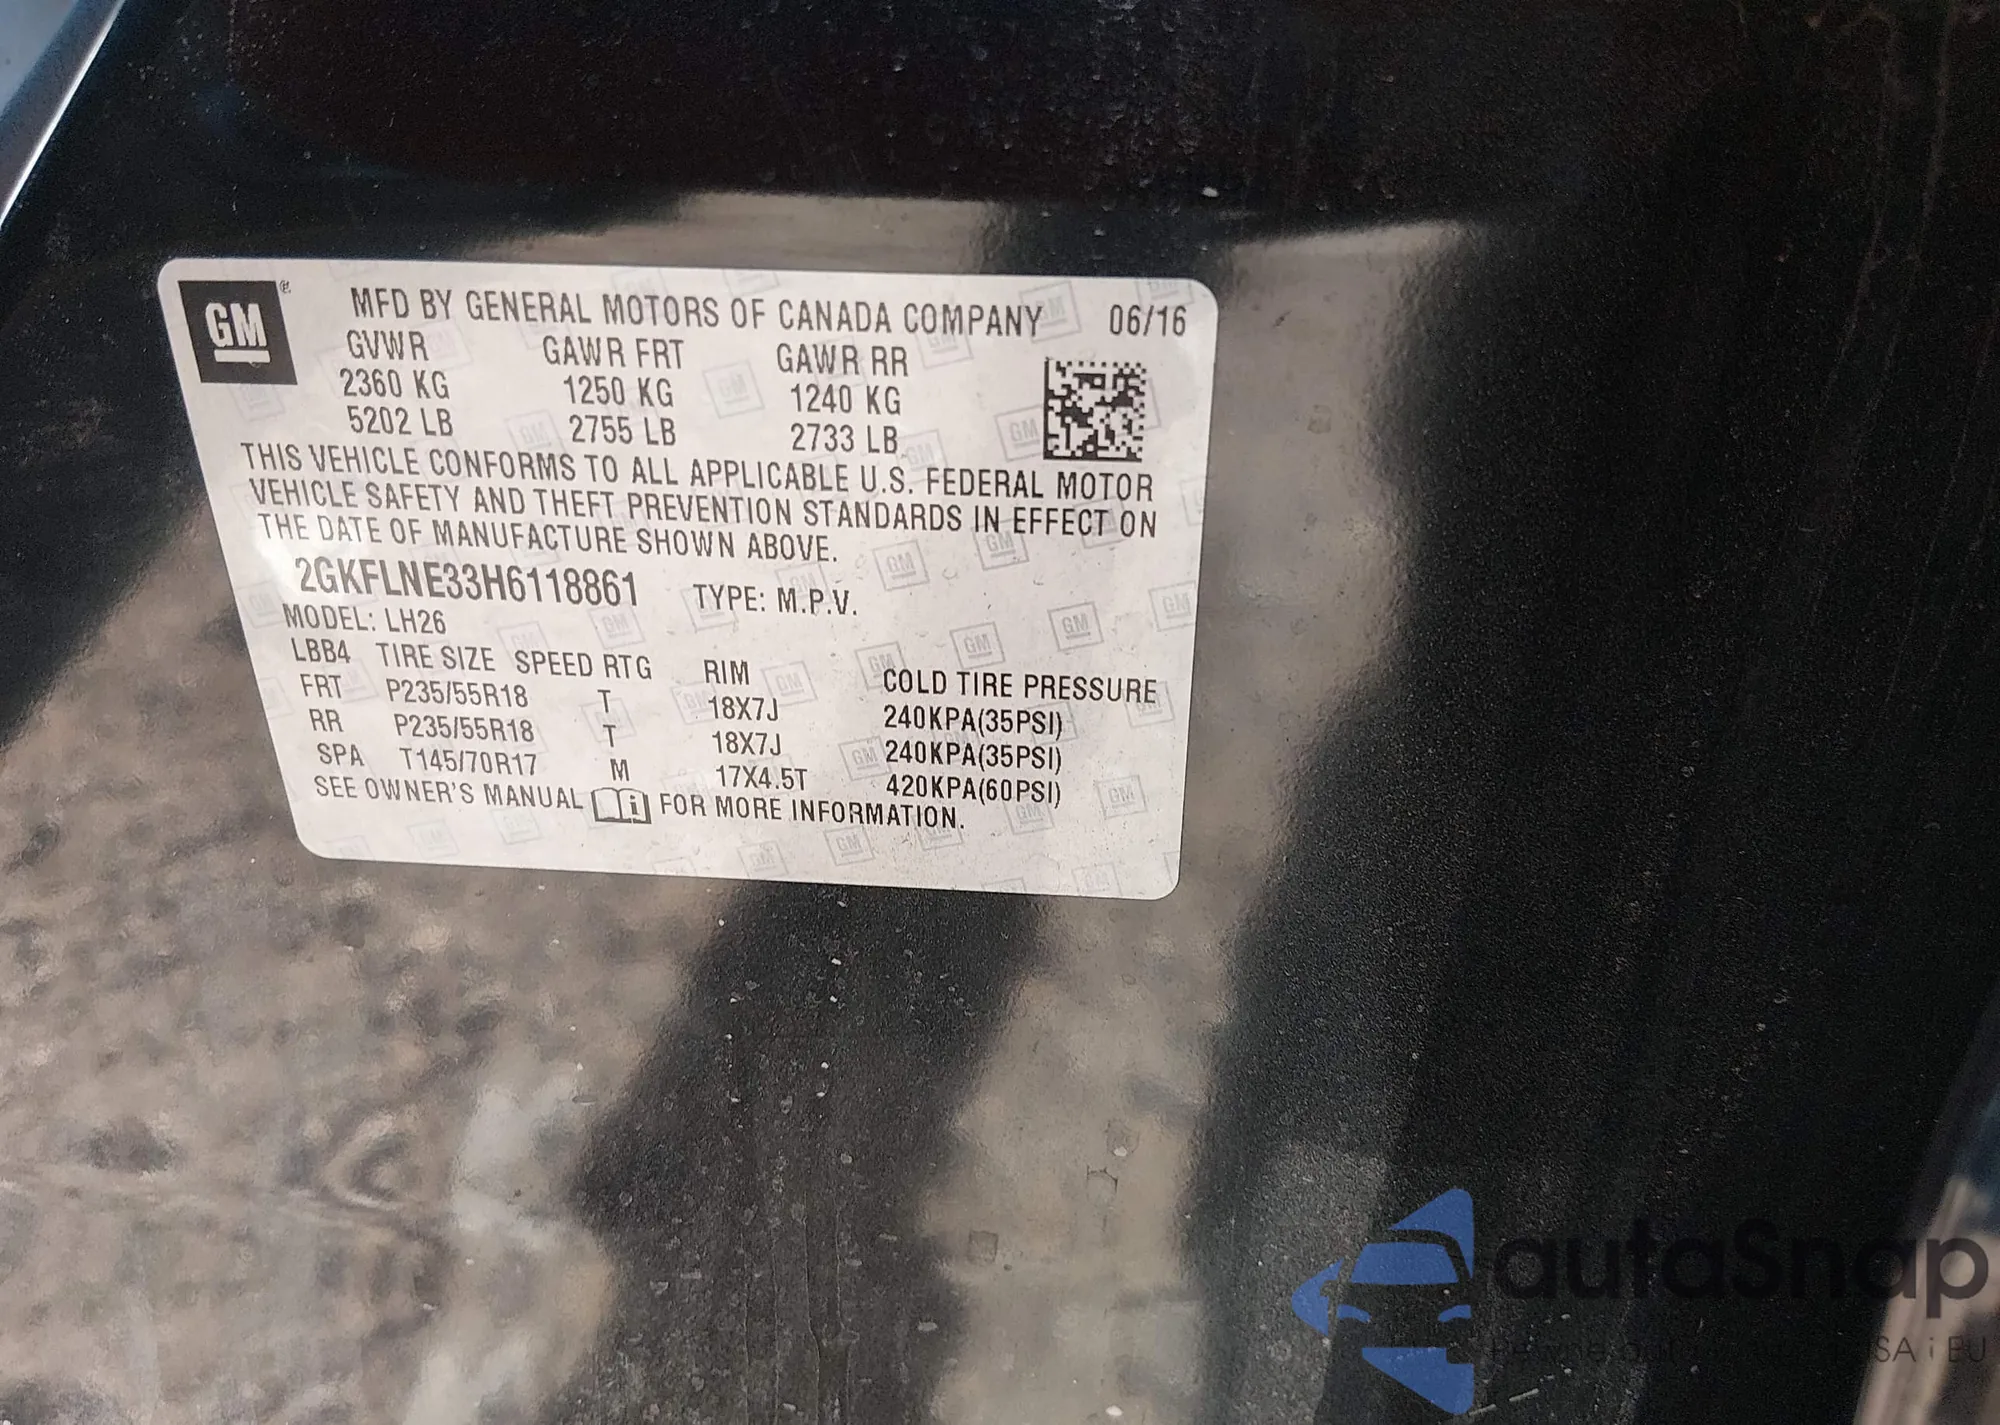 GM
MFD BY GENERAL MOTORS OF CANADA COMPANY 06/16
GVWR GAWR FRT GAWR RR
2360 KG 1250 KG 1240 KG
5202 LB 2755 LB 2733 LB
THIS VEHICLE CONFORMS TO ALL APPLICABLE U.S. FEDERAL MOTOR
VEHICLE SAFETY AND THEFT PREVENTION STANDARDS IN EFFECT ON
THE DATE OF MANUFACTURE SHOWN ABOVE.
2GKFLNE33H6118861 TYPE: M.P.V.
MODEL: LH26
LBB4 TIRE SIZE SPEED RTG RIM COLD TIRE PRESSURE
FRT P235/55R18 T 18X7J 240KPA(35PSI)
RR P235/55R18 T 18X7J 240KPA(35PSI)
SPA T145/70R17 M 17X4.5T 420KPA(60PSI)
SEE OWNER'S MANUAL FOR MORE INFORMATION.
autaSnap
SA i EU